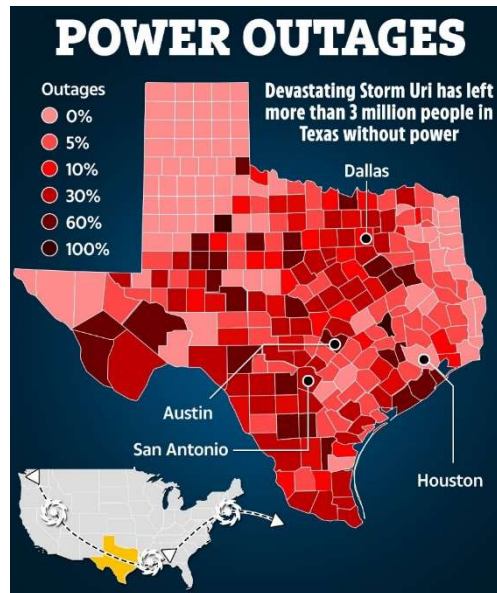 POWER OUTAGES
Outages
0%
5%
10%
30%
60%
100%
Devastating Storm Uri has left
more than 3 million people in
Texas without power
Dallas
Austin
San Antonio
Houston